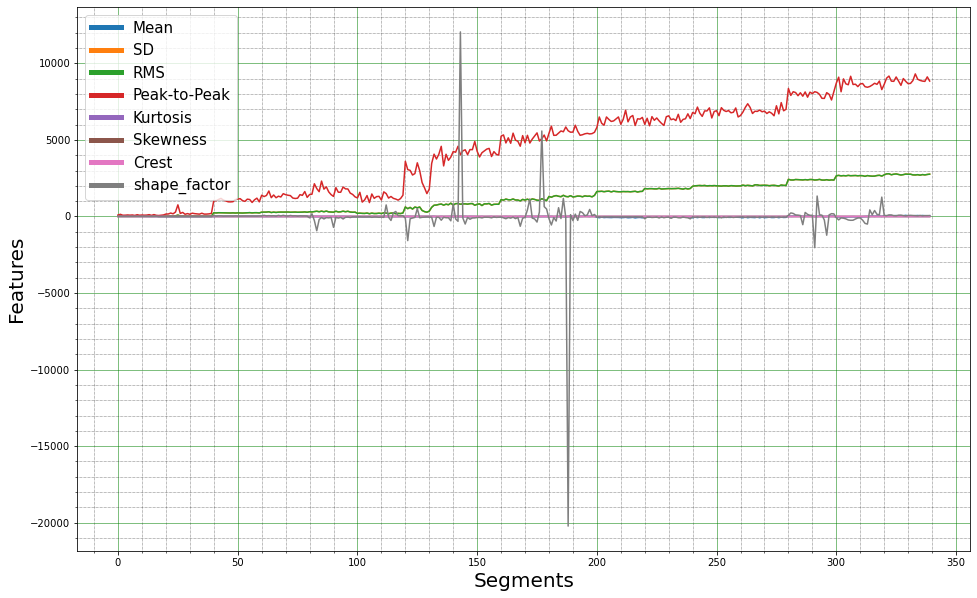 Mean
SD
RMS
Peak-to-Peak
Kurtosis
Skewness
Crest
shape_factor
10000
5000
0
−5000
−10000
−15000
−20000
Features
0 50 100 150 200 250 300 350
Segments